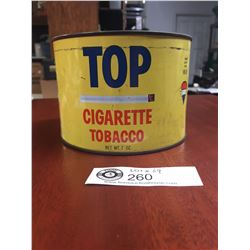 TOP
CIGARETTE
TOBACCO
NET WT. 7 OZ.
260